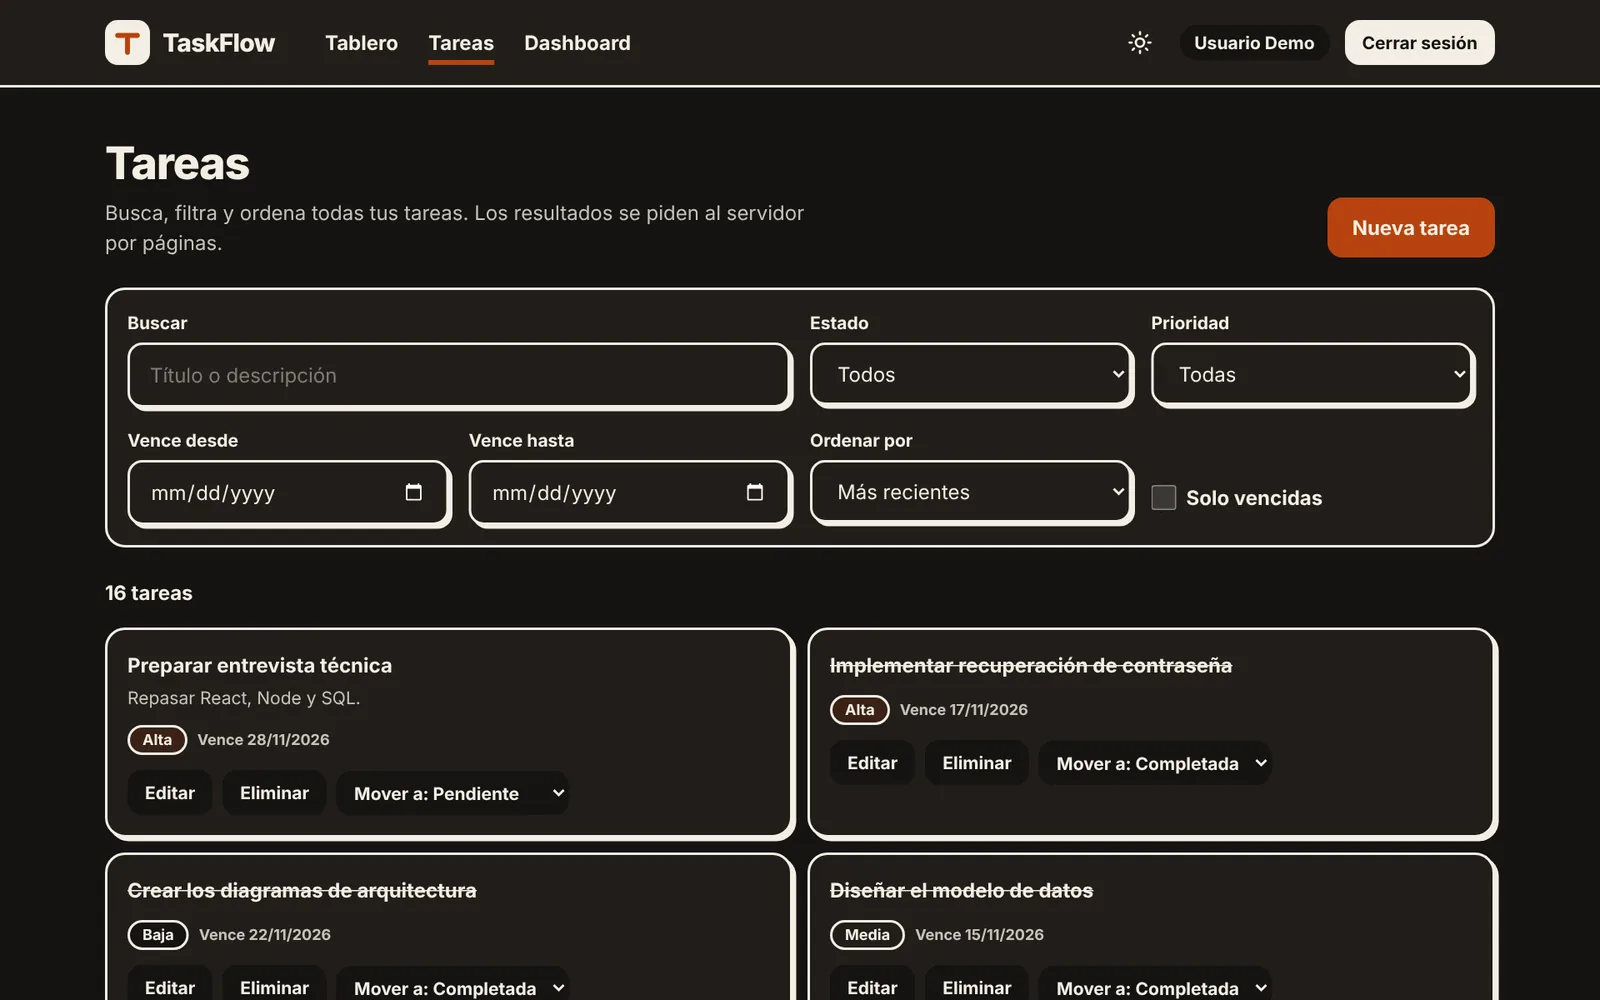 T TaskFlow Tablero Tareas Dashboard Usuario Demo Cerrar sesión
Tareas
Busca, filtra y ordena todas tus tareas. Los resultados se piden al servidor
por páginas.
Nueva tarea
Buscar Estado Prioridad
Título o descripción Todos Todas
Vence desde Vence hasta Ordenar por
mm/dd/yyyy mm/dd/yyyy Más recientes Solo vencidas
16 tareas
Preparar entrevista técnica
Repasar React, Node y SQL.
Alta Vence 28/11/2026
Editar Eliminar Mover a: Pendiente
Implementar recuperación de contraseña
Alta Vence 17/11/2026
Editar Eliminar Mover a: Completada
Crear los diagramas de arquitectura
Baja Vence 22/11/2026
Editar Eliminar Mover a: Completada
Diseñar el modelo de datos
Media Vence 15/11/2026
Editar Eliminar Mover a: Completada